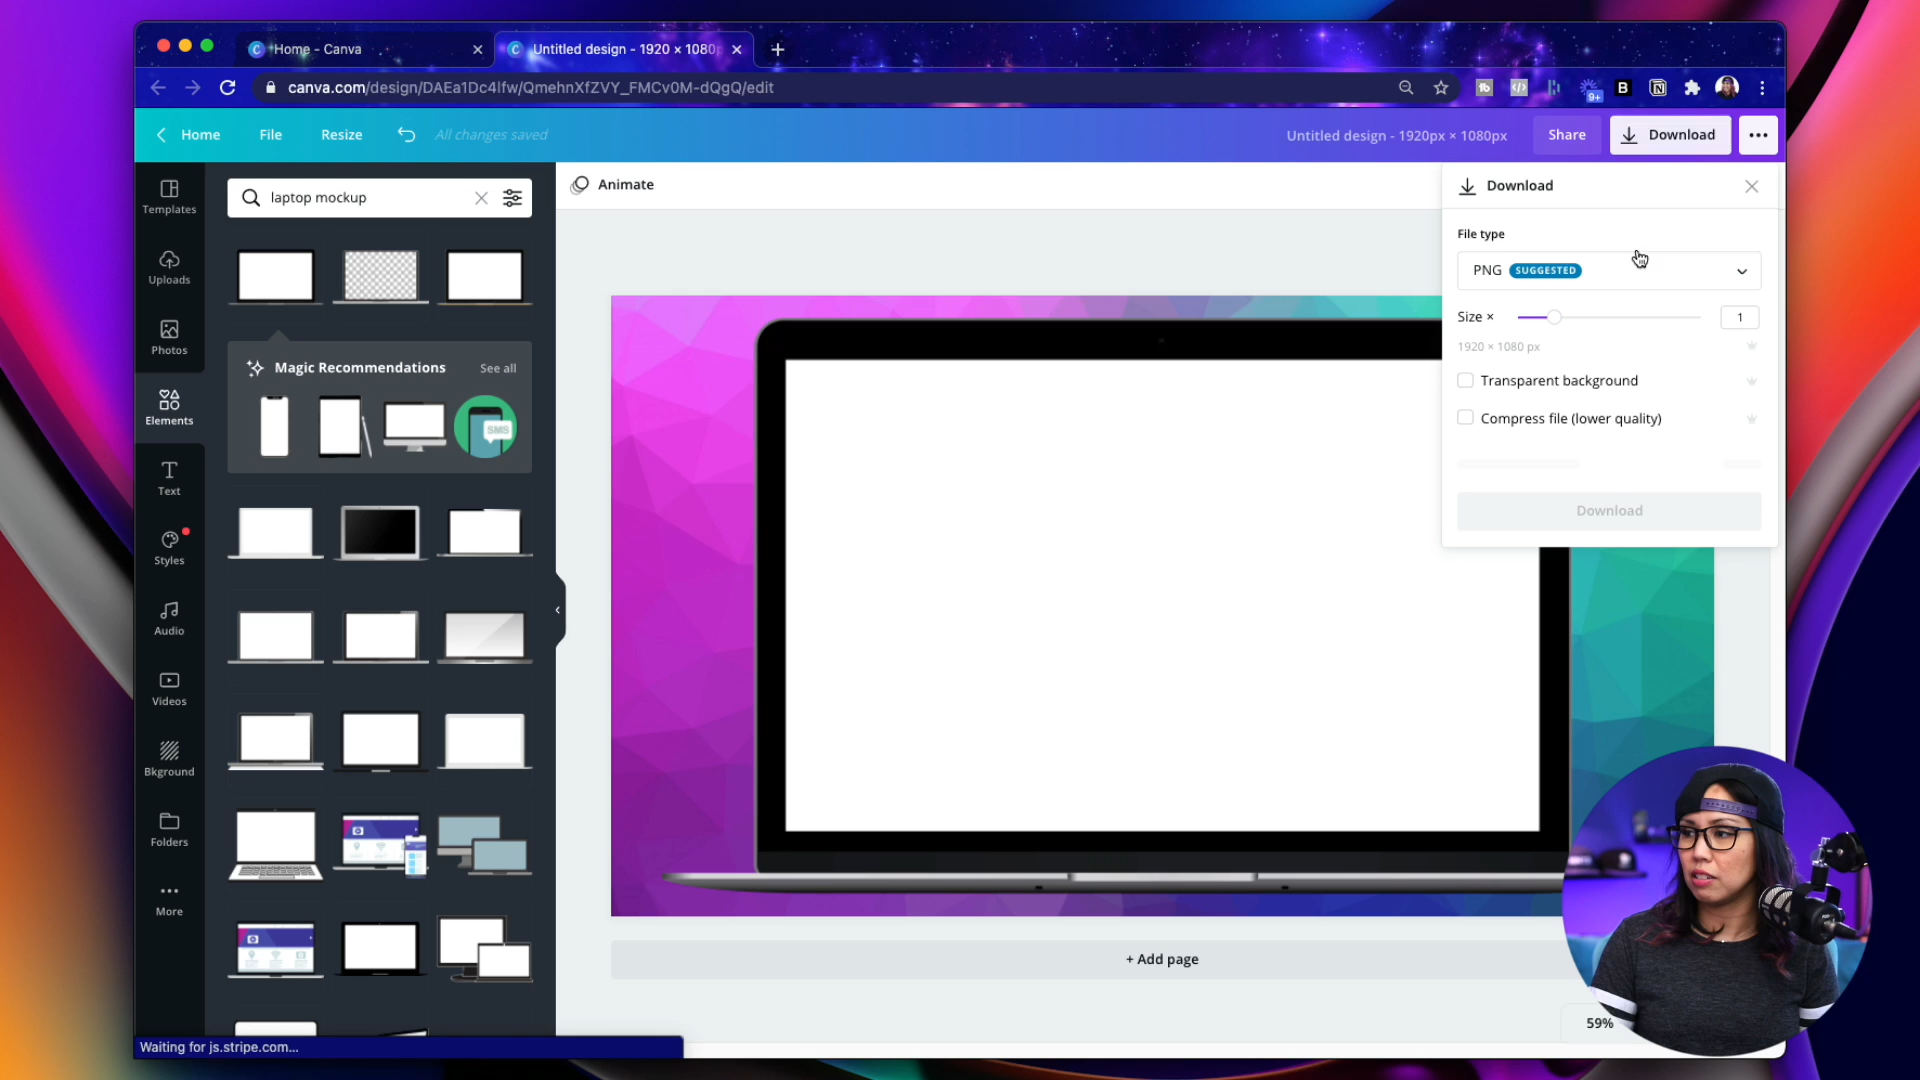 Home - Canva
Untitled design - 1920 × 1080p
canva.com/design/DAEa1Dc4lfw/QmehnXfZVY_FMCv0M-dQgQ/edit
9+
B
Home
File
Resize
All changes saved
Untitled design - 1920px × 1080px
Share
Download
Templates
Uploads
Photos
Elements
Text
Styles
Audio
Videos
Bkground
Folders
More
laptop mockup
Magic Recommendations
See all
SMS
Animate
Download
File type
PNG SUGGESTED
Size ×
1
1920 × 1080 px
Transparent background
Compress file (lower quality)
Download
+ Add page
59%
Waiting for js.stripe.com...